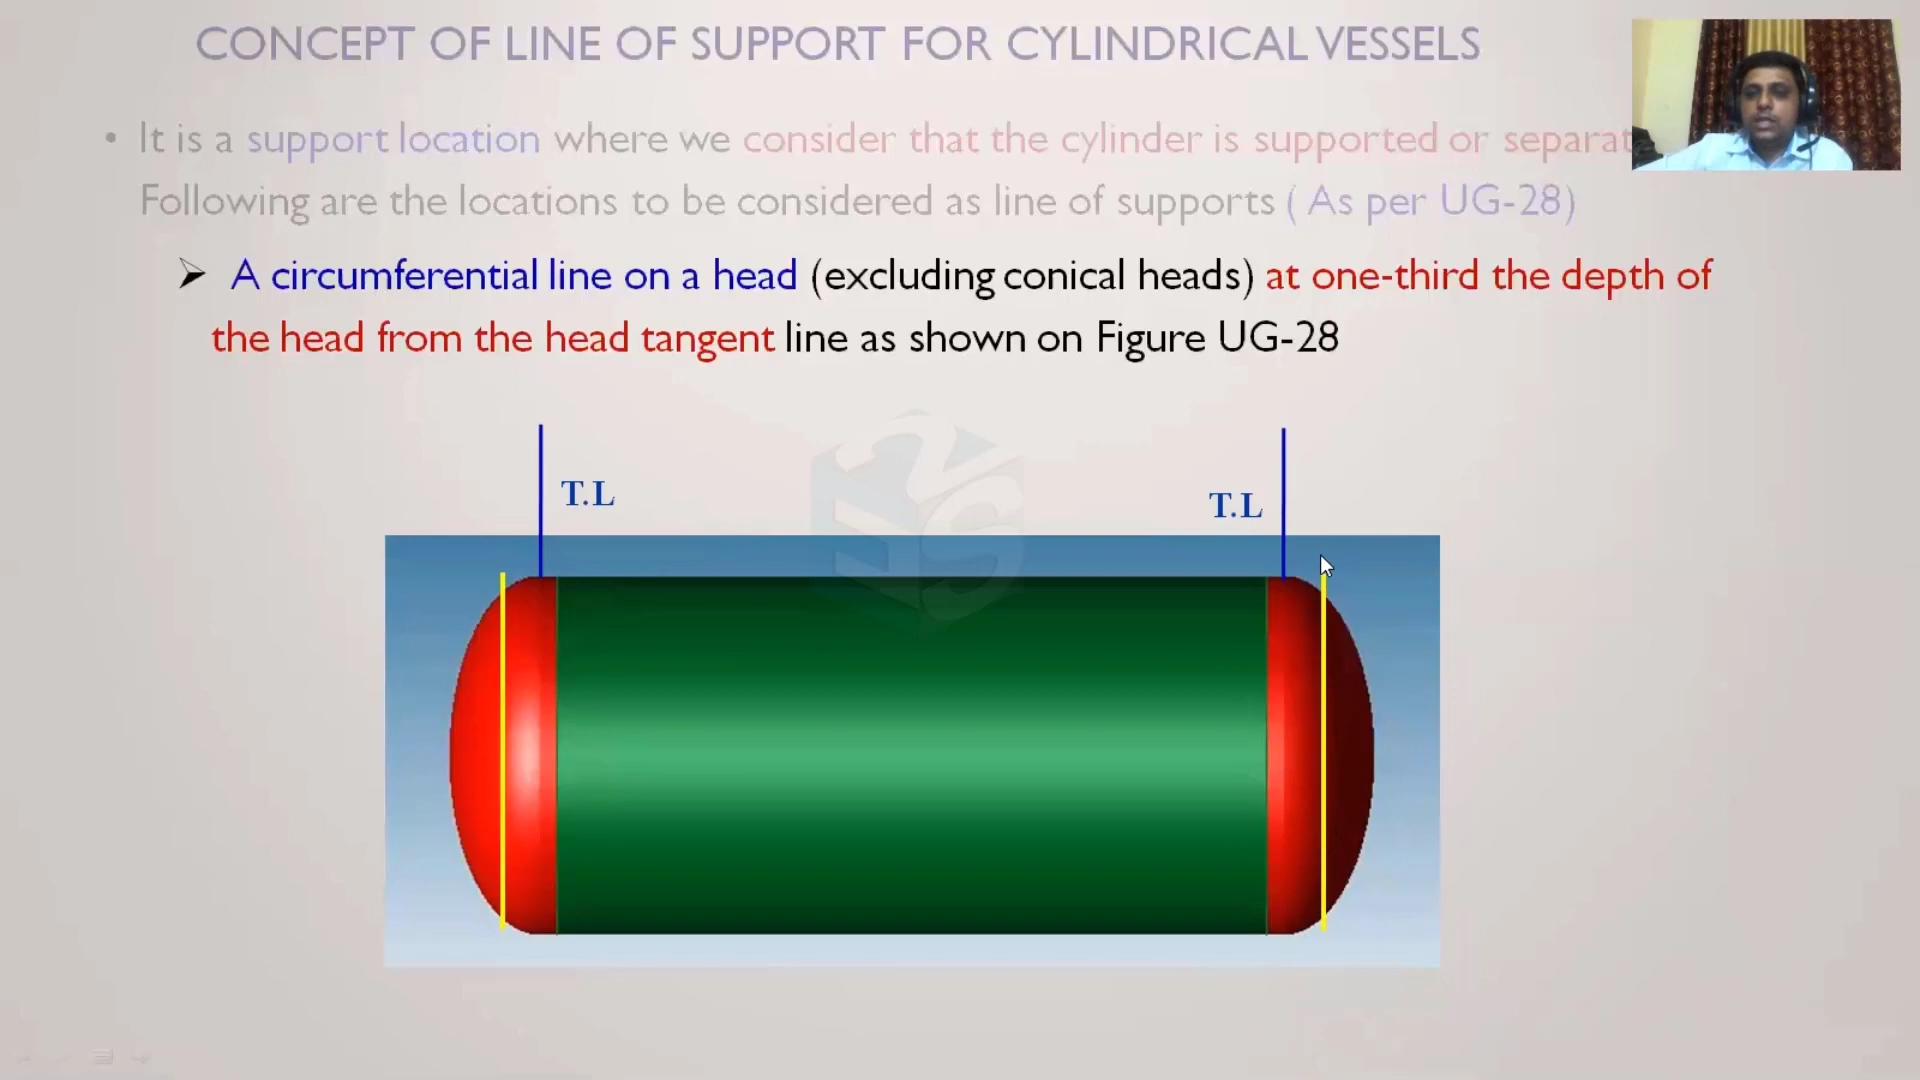 CONCEPT OF LINE OF SUPPORT FOR CYLINDRICAL VESSELS
• It is a support location where we consider that the cylinder is supported or
Following are the locations to be considered as line of supports ( As per UG-28)
➢ A circumferential line on a head (excluding conical heads) at one-third the depth of
the head from the head tangent line as shown on Figure UG-28
T.L
T.L